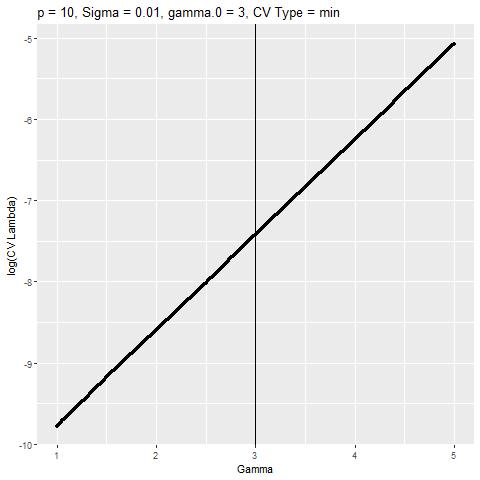 p = 10, Sigma = 0.01, gamma.0 = 3, CV Type = min
-5
-6
-7
-8
-9
-10
log(CV Lambda)
1 2 3 4 5
Gamma